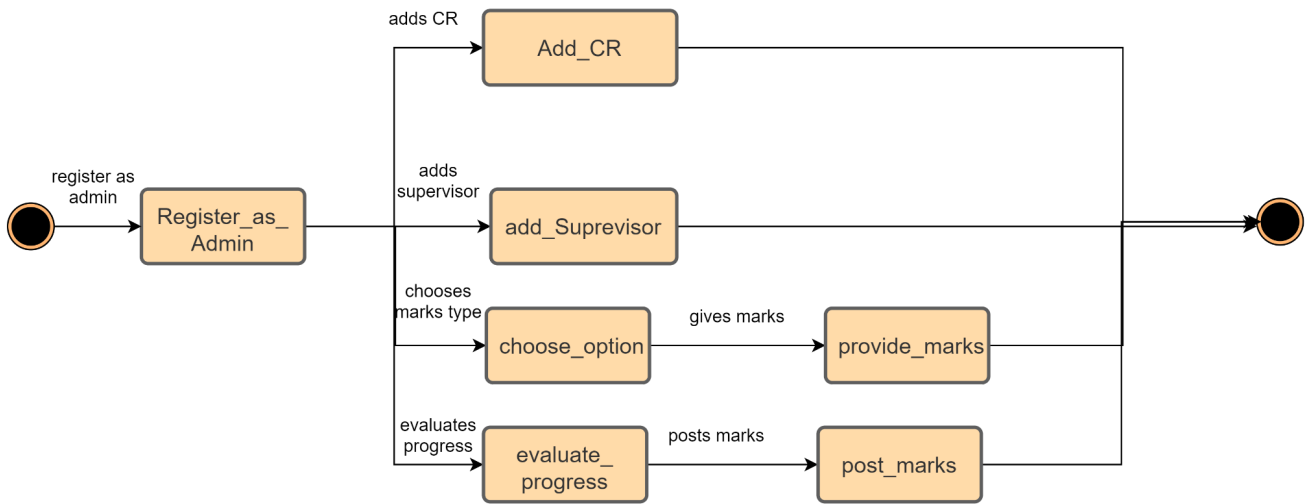 adds CR
Add_CR
register as
admin
Register_as_
Admin
adds
supervisor
add_Suprevisor
chooses
marks type
choose_option
gives marks
provide_marks
evaluates
progress
evaluate_
progress
posts marks
post_marks